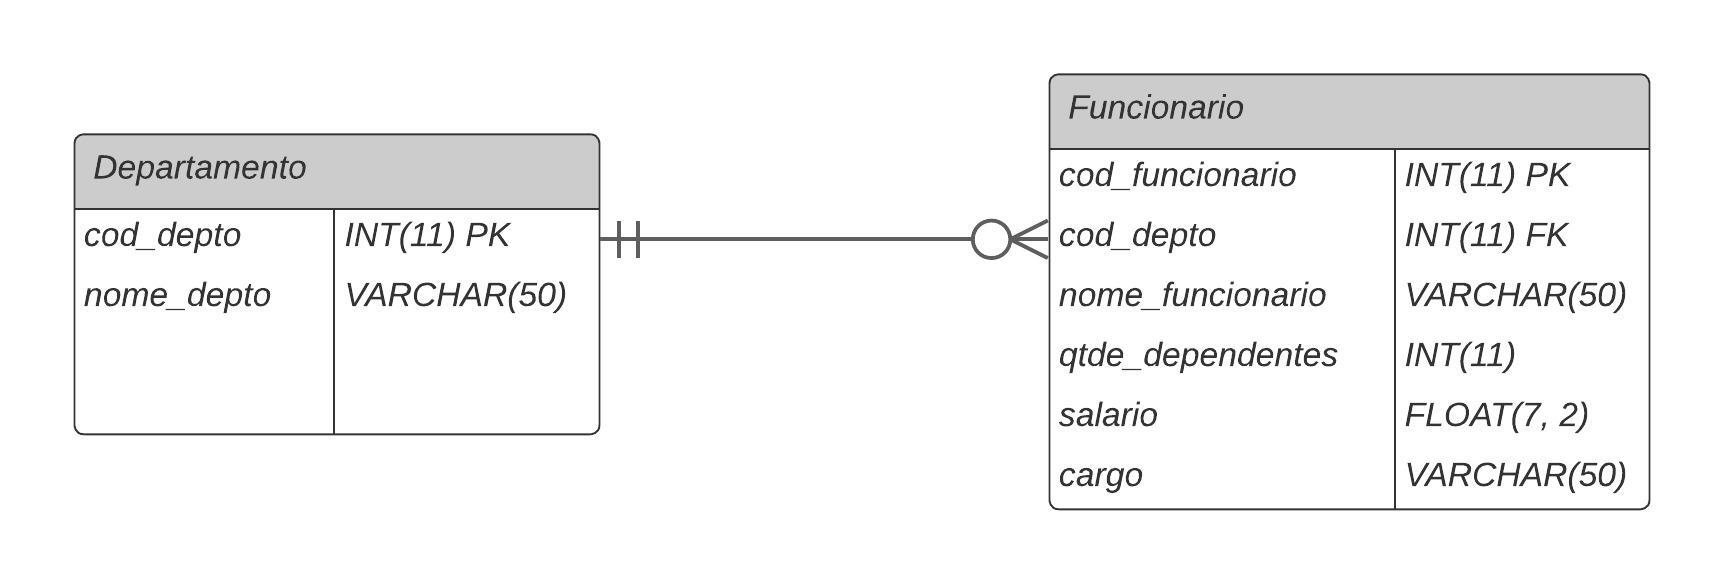 Departamento
cod_depto INT(11) PK
nome_depto VARCHAR(50)
Funcionario
cod_funcionario INT(11) PK
cod_depto INT(11) FK
nome_funcionario VARCHAR(50)
qtde_dependentes INT(11)
salario FLOAT(7, 2)
cargo VARCHAR(50)